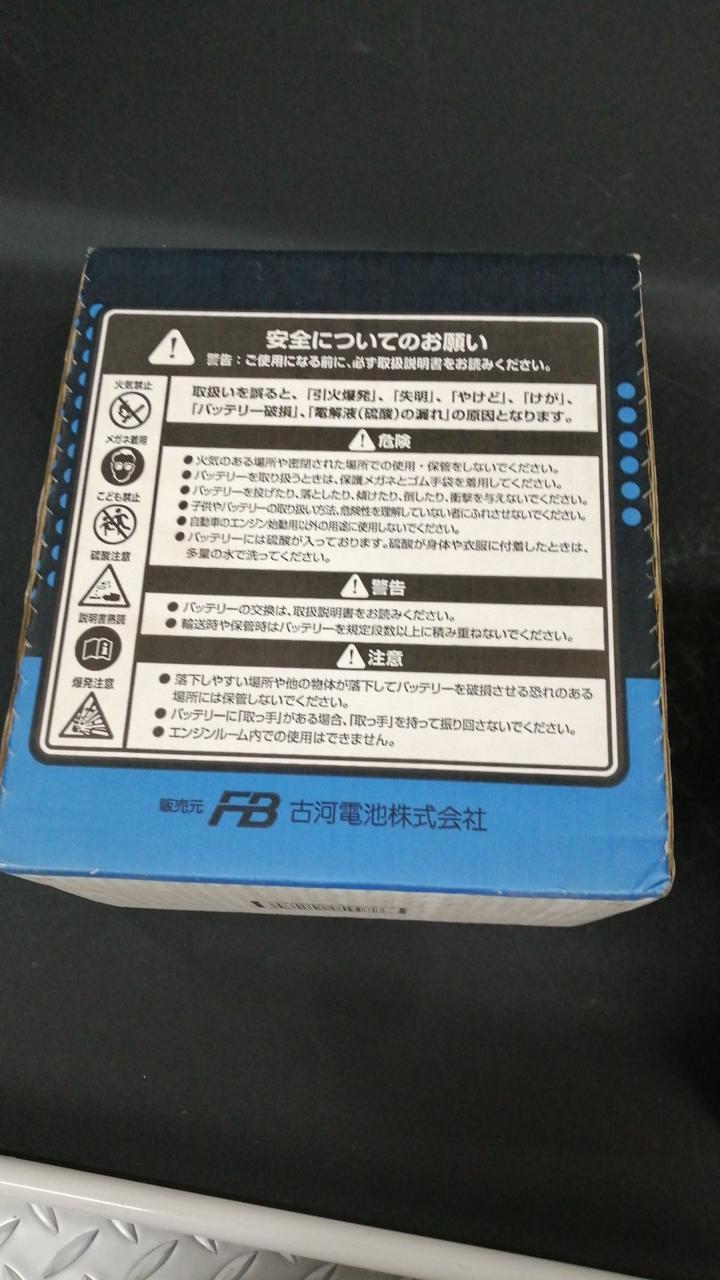 安全についてのお願い
警告：ご使用になる前に、必ず取扱説明書をお読みください。
火気禁止
メガネ着用
こども禁止
硫酸注意
説明書熟読
爆発注意
取扱いを誤ると、「引火爆発」、「失明」、「やけど」、「けが」、
「バッテリー破損」、「電解液(硫酸)の漏れ」の原因となります。
危険
●火気のある場所や密閉された場所での使用・保管をしないでください。
●バッテリーを取り扱うときは、保護メガネとゴム手袋を着用してください。
●バッテリーを投げたり、落としたり、傾けたり、倒したり、衝撃を与えないでください。
●子供やバッテリーの取り扱い方法、危険性を理解していない者にふれさせないでください。
●自動車のエンジン始動用以外の用途に使用しないでください。
●バッテリーには硫酸が入っております。硫酸が身体や衣服に付着したときは、
多量の水で洗ってください。
警告
●バッテリーの交換は、取扱説明書をお読みください。
●輸送時や保管時はバッテリーを規定段数以上に積み重ねないでください。
注意
●落下しやすい場所や他の物体が落下してバッテリーを破損させる恐れのある
場所には保管しないでください。
●バッテリーに「取っ手」がある場合、「取っ手」を持って振り回さないでください。
●エンジンルーム内での使用はできません。
販売元 FB 古河電池株式会社